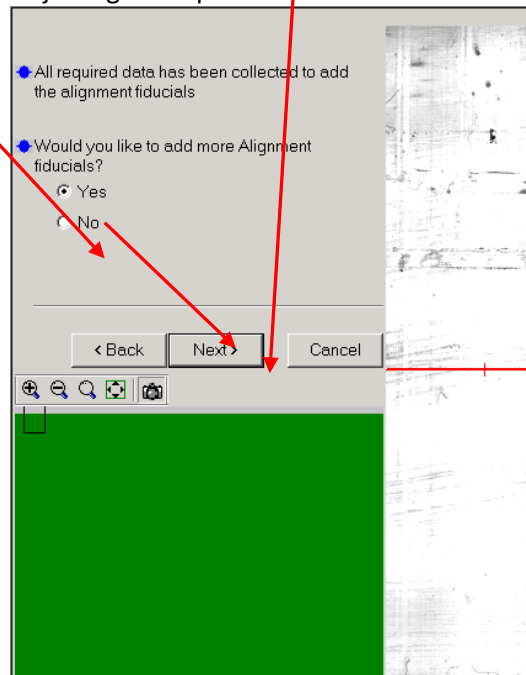 All required data has been collected to add
the alignment fiducials
Would you like to add more Alignment
fiducials?
Yes
No
< Back
Next >
Cancel